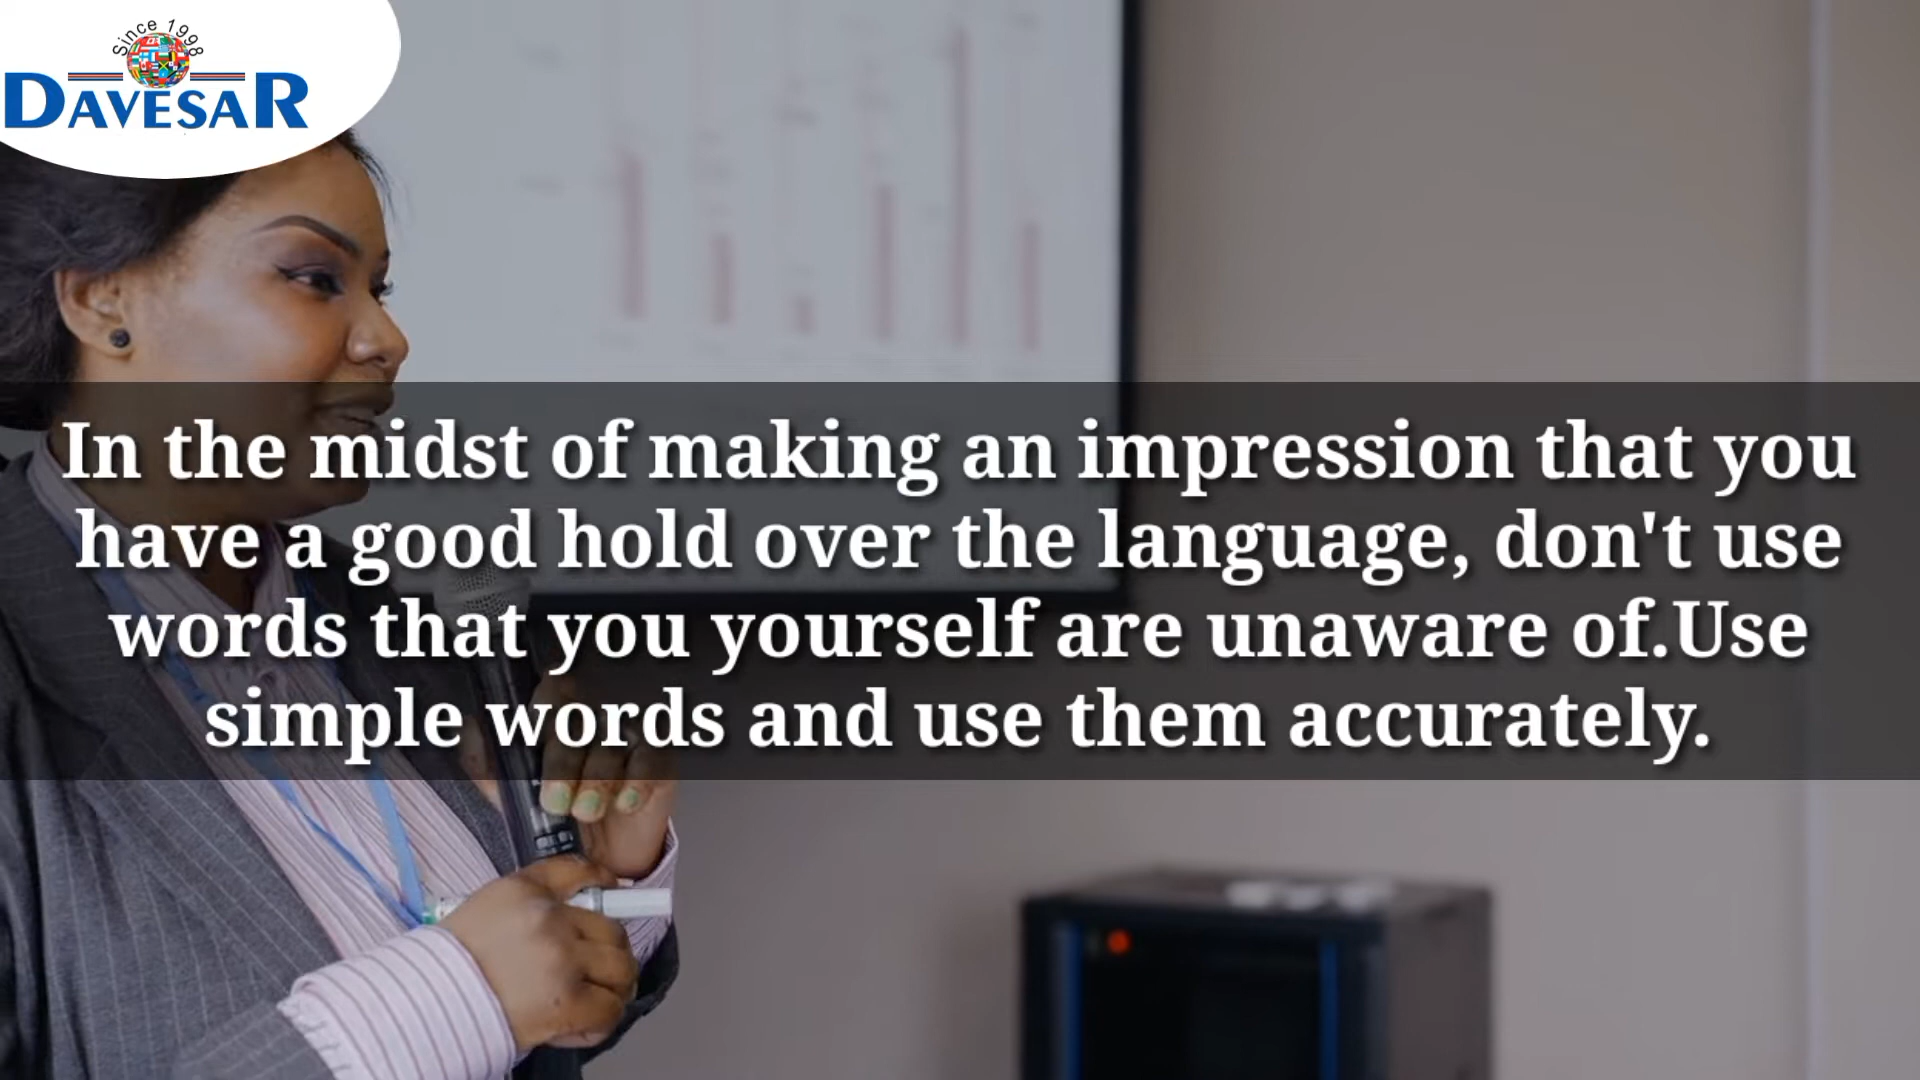 Since 1998
DAVESAR
In the midst of making an impression that you
have a good hold over the language, don't use
words that you yourself are unaware of.Use
simple words and use them accurately.